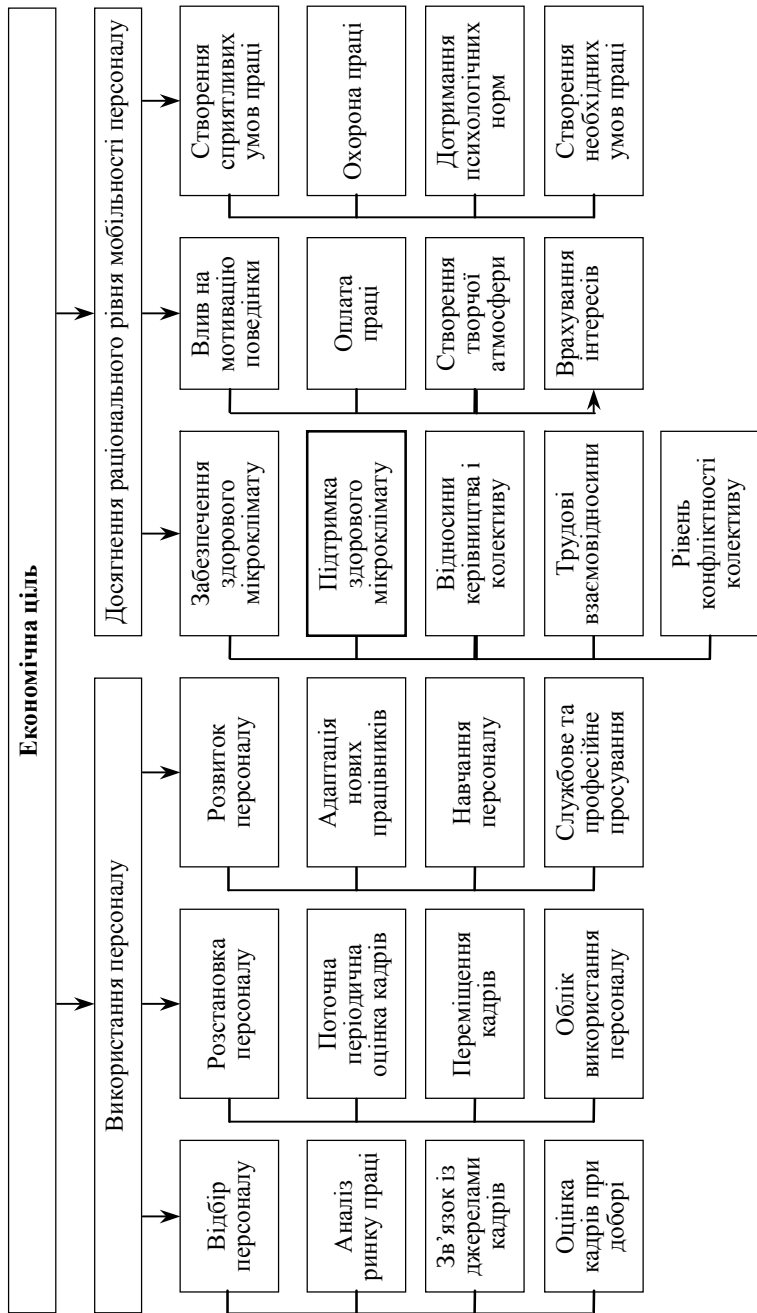 Економічна ціль
Використання персоналу
Досягнення раціонального рівня мобільності персоналу
Відбір
персоналу
Аналіз
ринку праці
Зв’язок із
джерелами
кадрів
Оцінка
кадрів при
доборі
Розстановка
персоналу
Поточна
періодична
оцінка кадрів
Переміщення
кадрів
Облік
використання
персоналу
Розвиток
персоналу
Адаптація
нових
працівників
Навчання
персоналу
Службове та
професійне
просування
Забезпечення
здорового
мікроклімату
Підтримка
здорового
мікроклімату
Відносини
керівництва і
колективу
Трудові
взаємовідносини
Рівень
конфліктності
колективу
Влив на
мотивацію
поведінки
Оплата
праці
Створення
творчої
атмосфери
Врахування
інтересів
Створення
сприятливих
умов праці
Охорона праці
Дотримання
психологічних
норм
Створення
необхідних
умов праці